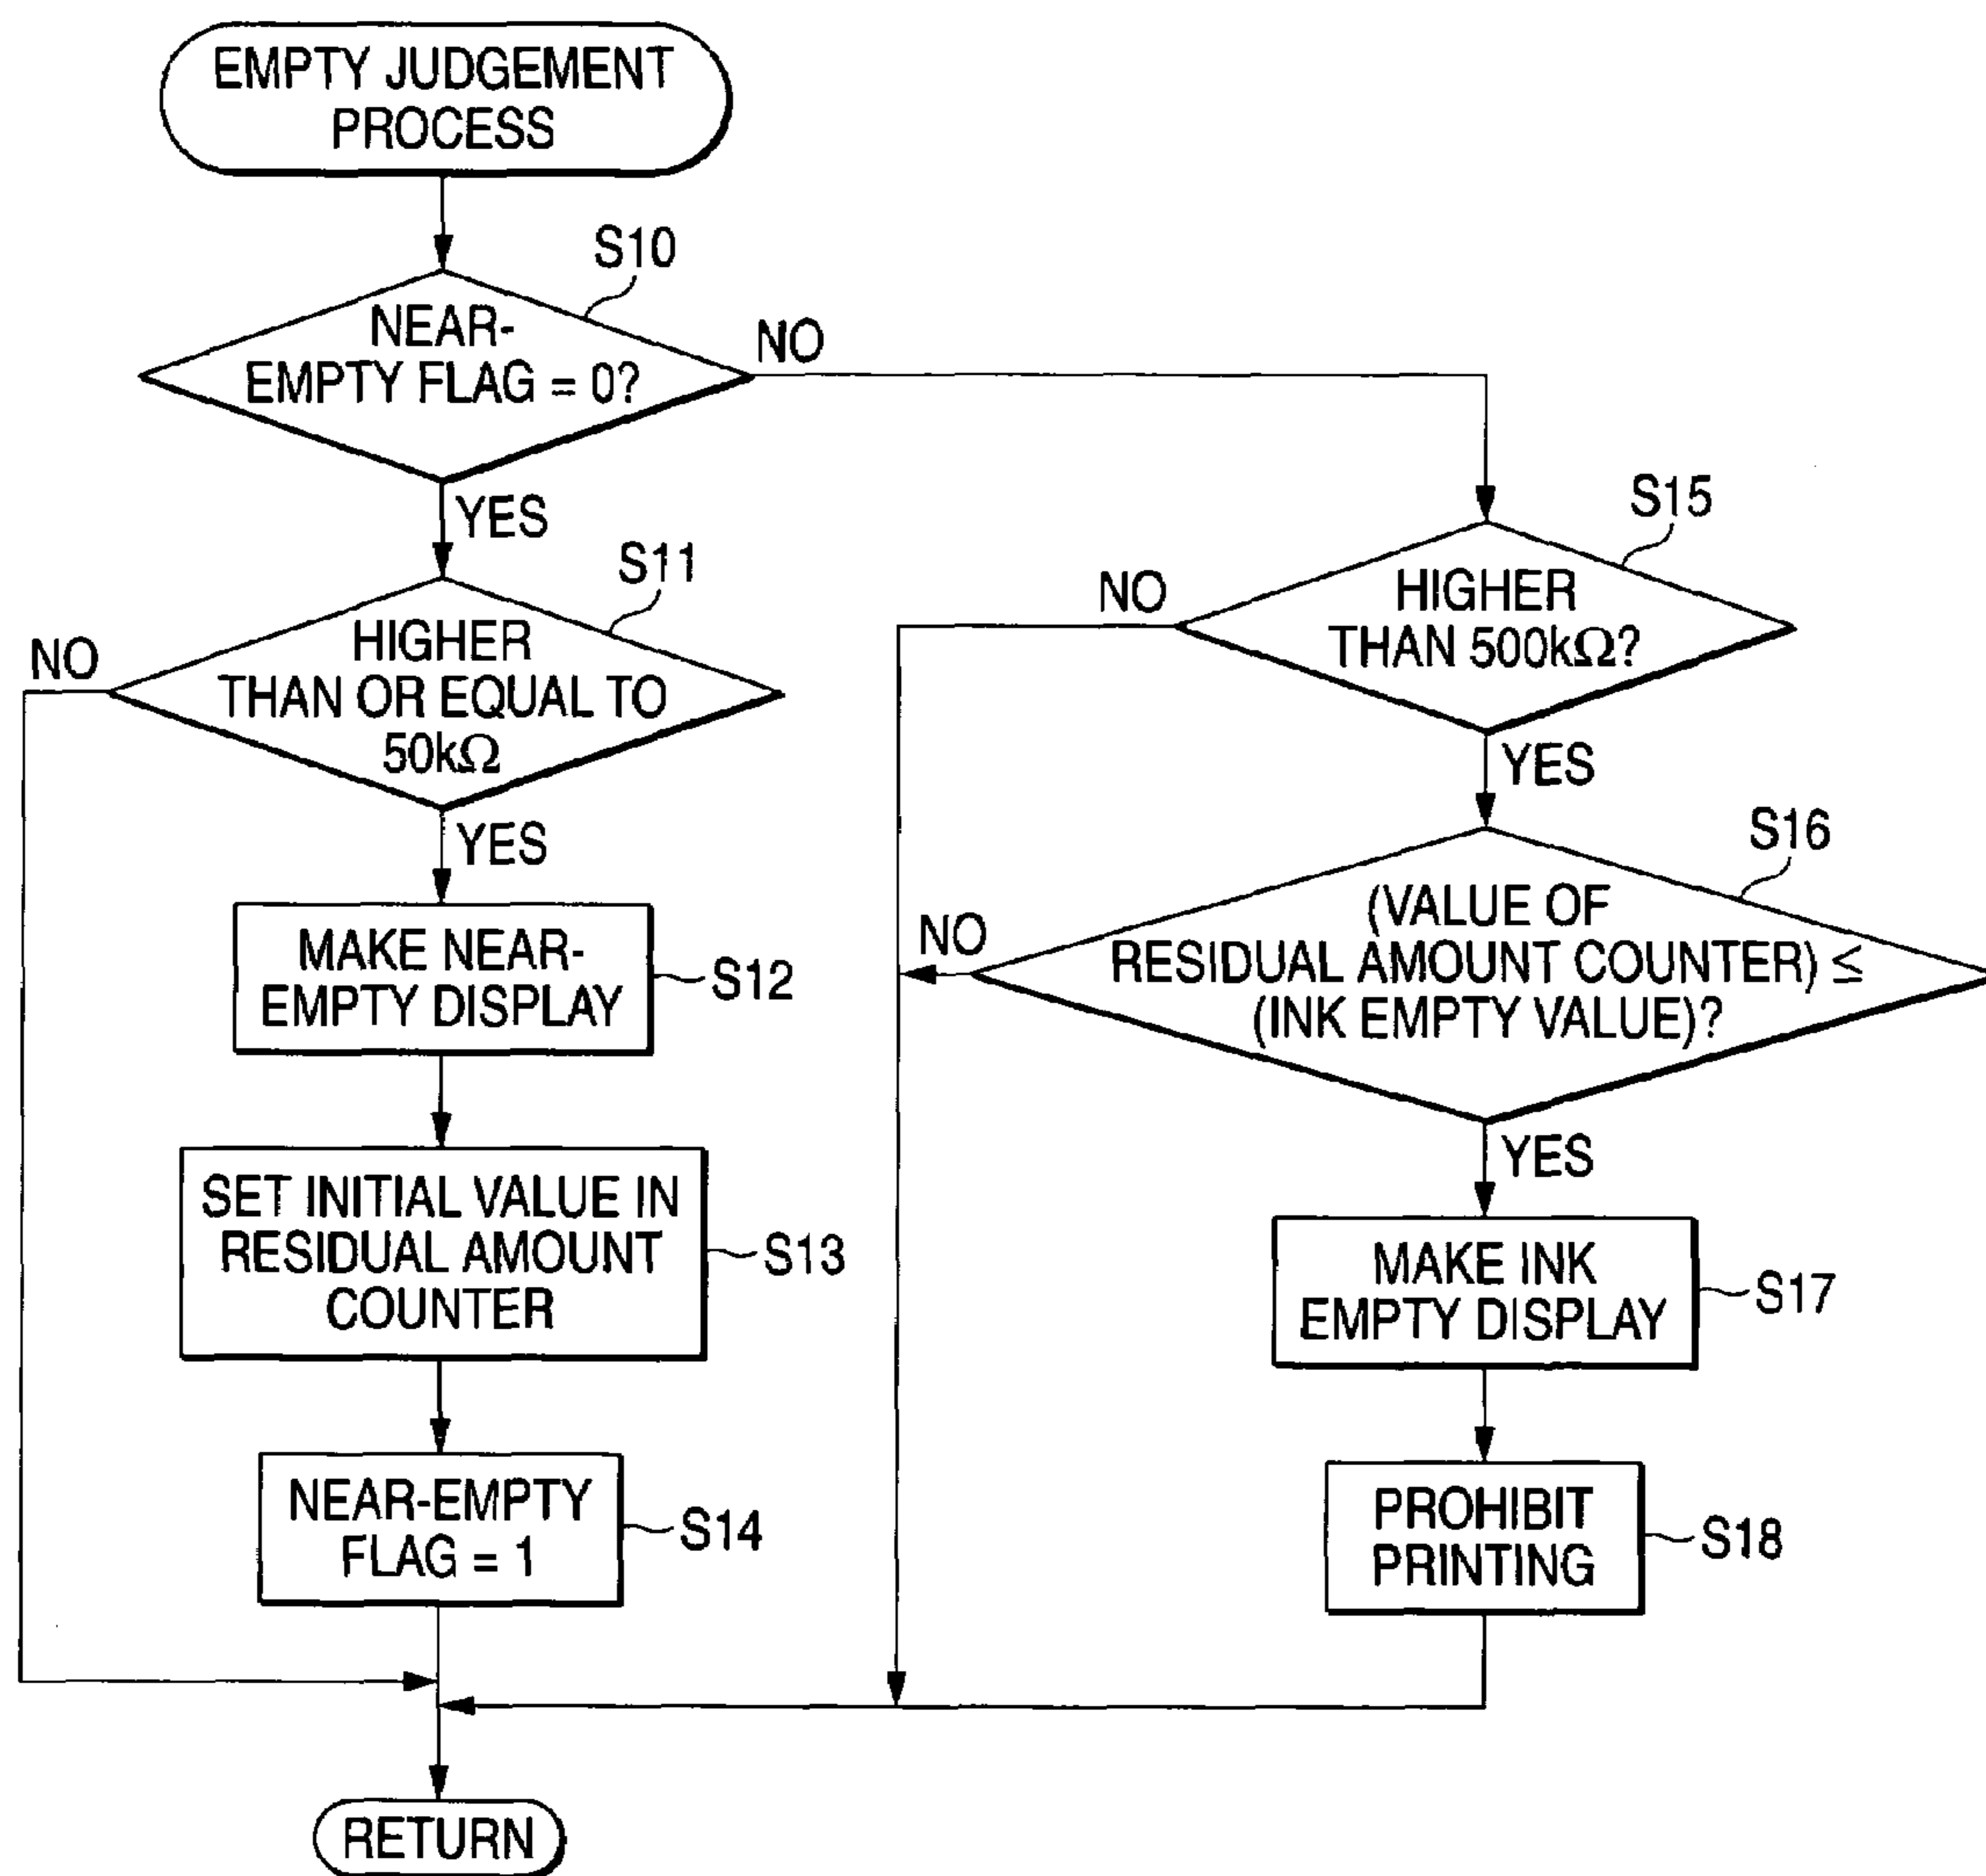 EMPTY JUDGEMENT
PROCESS
S10
NEAR-
EMPTY FLAG = 0?
NO
YES
S11
HIGHER
THAN OR EQUAL TO
50kΩ
NO
YES
MAKE NEAR-
EMPTY DISPLAY
S12
SET INITIAL VALUE IN
RESIDUAL AMOUNT
COUNTER
S13
NEAR-EMPTY
FLAG = 1
S14
S15
HIGHER
THAN 500kΩ?
NO
YES
S16
(VALUE OF
RESIDUAL AMOUNT COUNTER) ≤
(INK EMPTY VALUE)?
NO
YES
MAKE INK
EMPTY DISPLAY
S17
PROHIBIT
PRINTING
S18
RETURN